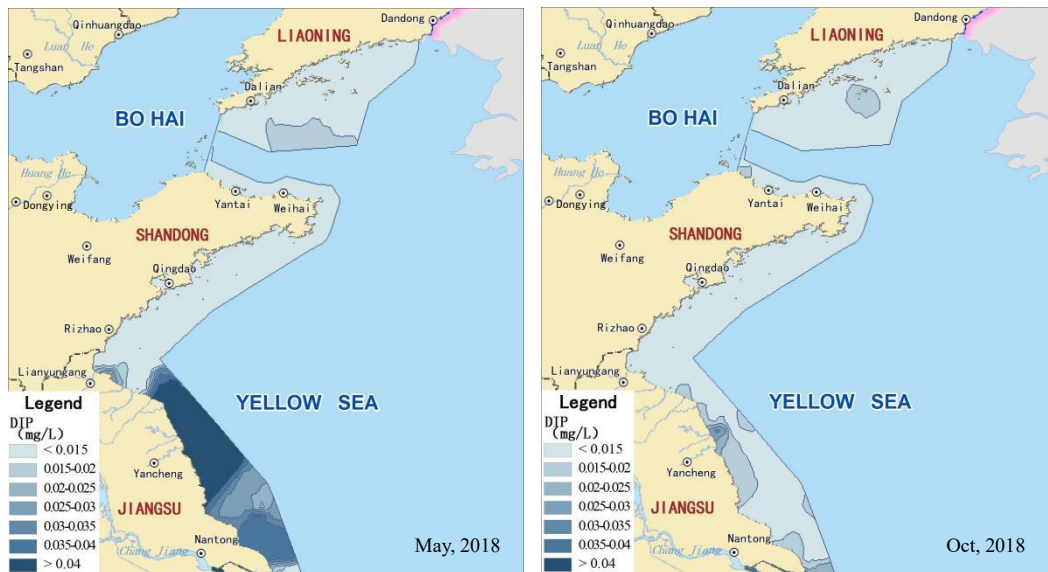 Dandong
Qinhuangdao
LIAONING
Luan He
Tangshan
Dalian
BO HAI
Huang He
Dongying
Yantai
Weihai
SHANDONG
Weifang
Qingdao
Rizhao
Lianyungang
Legend
YELLOW SEA
DIP
(mg/L)
< 0.015
0.015-0.02
0.02-0.025
0.025-0.03
0.03-0.035
0.035-0.04
> 0.04
Yancheng
JIANGSU
Nantong
Chang Jiang
May, 2018
Dandong
Qinhuangdao
LIAONING
Luan He
Tangshan
Dalian
BO HAI
Huang He
Dongying
Yantai
Weihai
SHANDONG
Weifang
Qingdao
Rizhao
Lianyungang
Legend
YELLOW SEA
DIP
(mg/L)
< 0.015
0.015-0.02
0.02-0.025
0.025-0.03
0.03-0.035
0.035-0.04
> 0.04
Yancheng
JIANGSU
Nantong
Chang Jiang
Oct, 2018